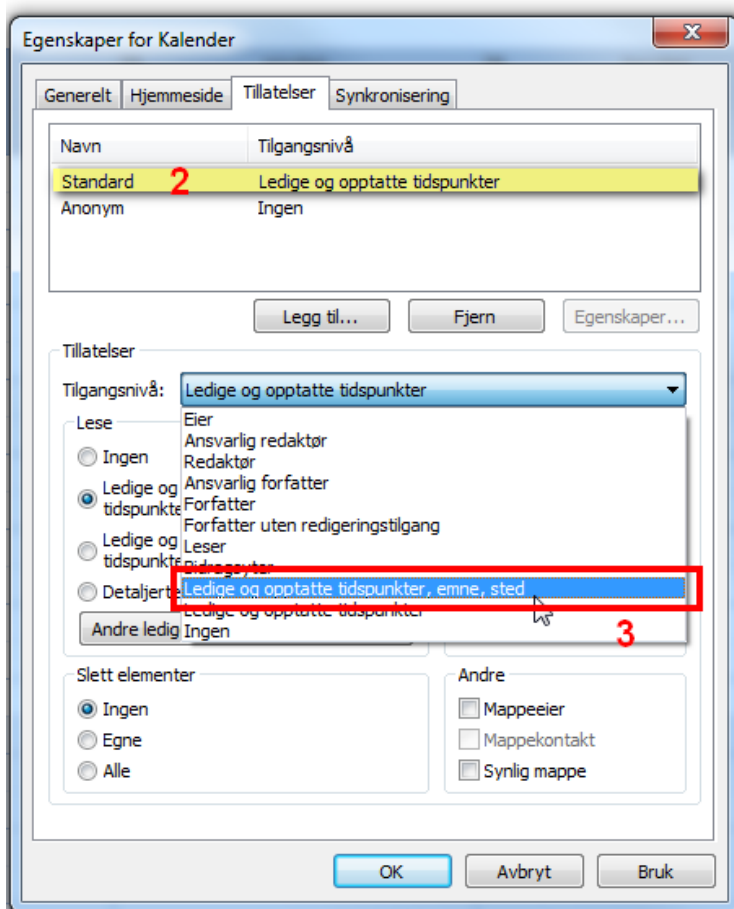 Egenskaper for Kalender
Generelt Hjemmeside Tillatelser Synkronisering
Navn Tilgangsnivå
Standard 2 Ledige og opptatte tidspunkter
Anonym Ingen
Legg til... Fjern Egenskaper...
Tillatelser
Tilgangsnivå: Ledige og opptatte tidspunkter
Lese
Eier
Ansvarlig redaktør
Ingen
Redaktør
Ansvarlig forfatter
Ledige og
tidspunkte
Forfatter
Forfatter uten redigeringstilgang
Ledige og
tidspunkte
Leser
Bidragsyter
Detaljerte
Ledige og opptatte tidspunkter, emne, sted
Ledige og opptatte tidspunkter
Andre ledig
Ingen
3
Slett elementer
Ingen
Egne
Alle
Andre
Mappeeier
Mappekontakt
Synlig mappe
OK Avbryt Bruk